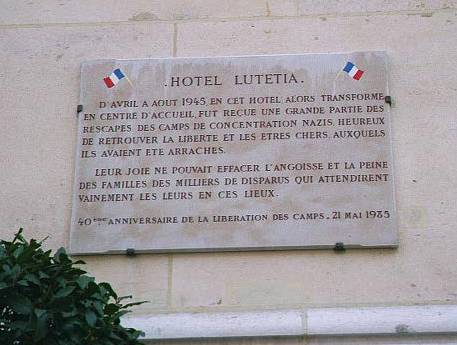 .HOTEL LUTETIA.
D'AVRIL A AOUT 1945, EN CET HOTEL ALORS TRANSFORME
EN CENTRE D'ACCUEIL, FUT REÇUE UNE GRANDE PARTIE DES
RESCAPES DES CAMPS DE CONCENTRATION NAZIS, HEUREUX
DE RETROUVER LA LIBERTE ET LES ETRES CHERS, AUXQUELS
ILS AVAIENT ETE ARRACHES.
LEUR JOIE NE POUVAIT EFFACER L'ANGOISSE ET LA PEINE
DES FAMILLES DES MILLIERS DE DISPARUS QUI ATTENDIRENT
VAINEMENT LES LEURS EN CES LIEUX.
40ème ANNIVERSAIRE DE LA LIBERATION DES CAMPS. 21 MAI 1985